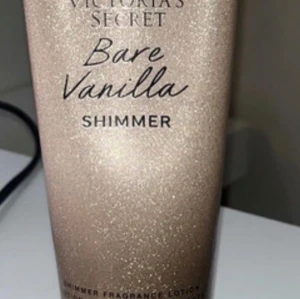 VICTORIA'S
SECRET
Bare
Vanilla
SHIMMER
SHIMMER FRAGRANCE LOTION